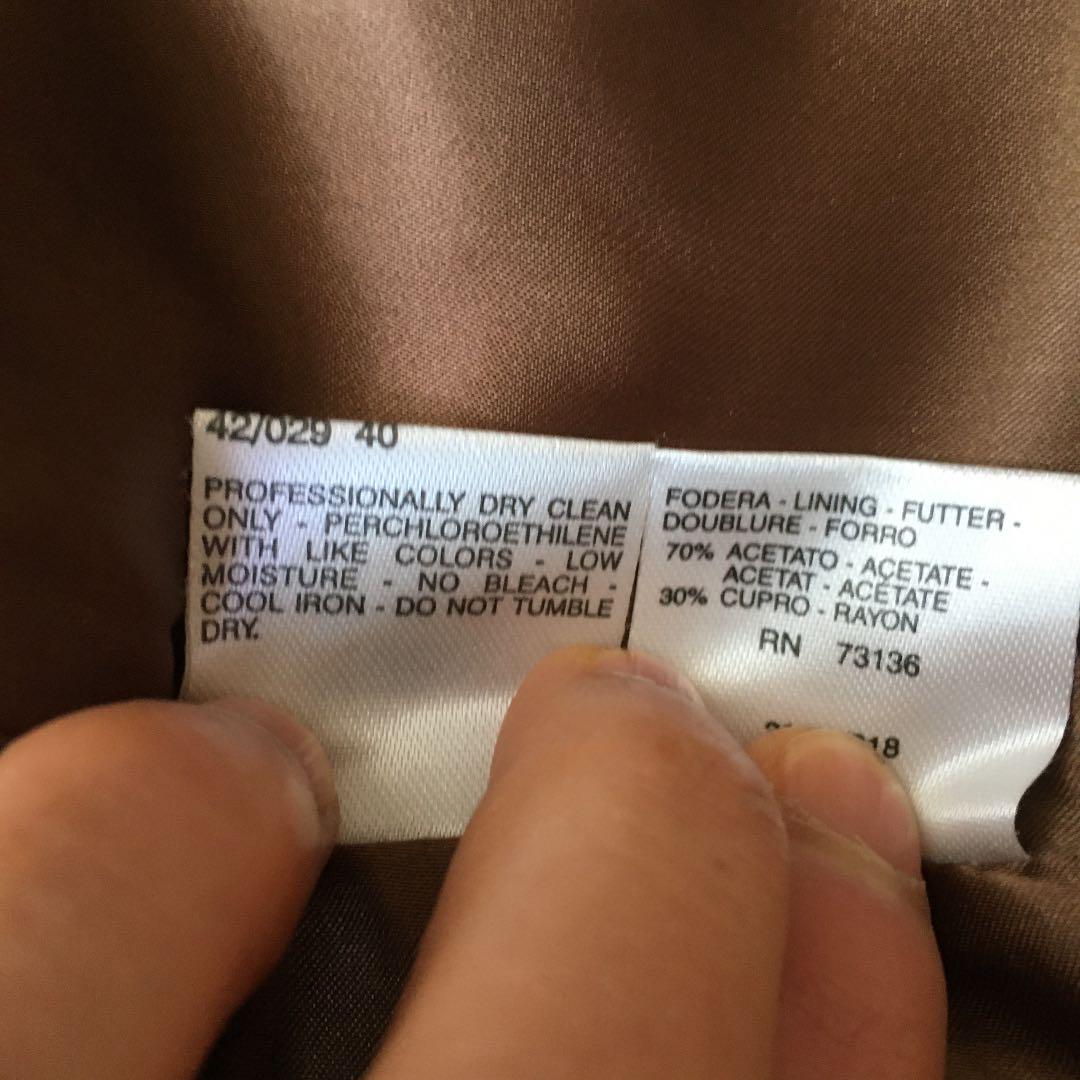 42/029 40
PROFESSIONALLY DRY CLEAN
ONLY - PERCHLOROETHILENE
WITH LIKE COLORS - LOW
MOISTURE - NO BLEACH -
COOL IRON - DO NOT TUMBLE
DRY.
FODERA - LINING - FUTTER -
DOUBLURE - FORRO
70% ACETATO - ACETATE -
ACETAT - ACÉTATE
30% CUPRO - RAYON
RN 73136